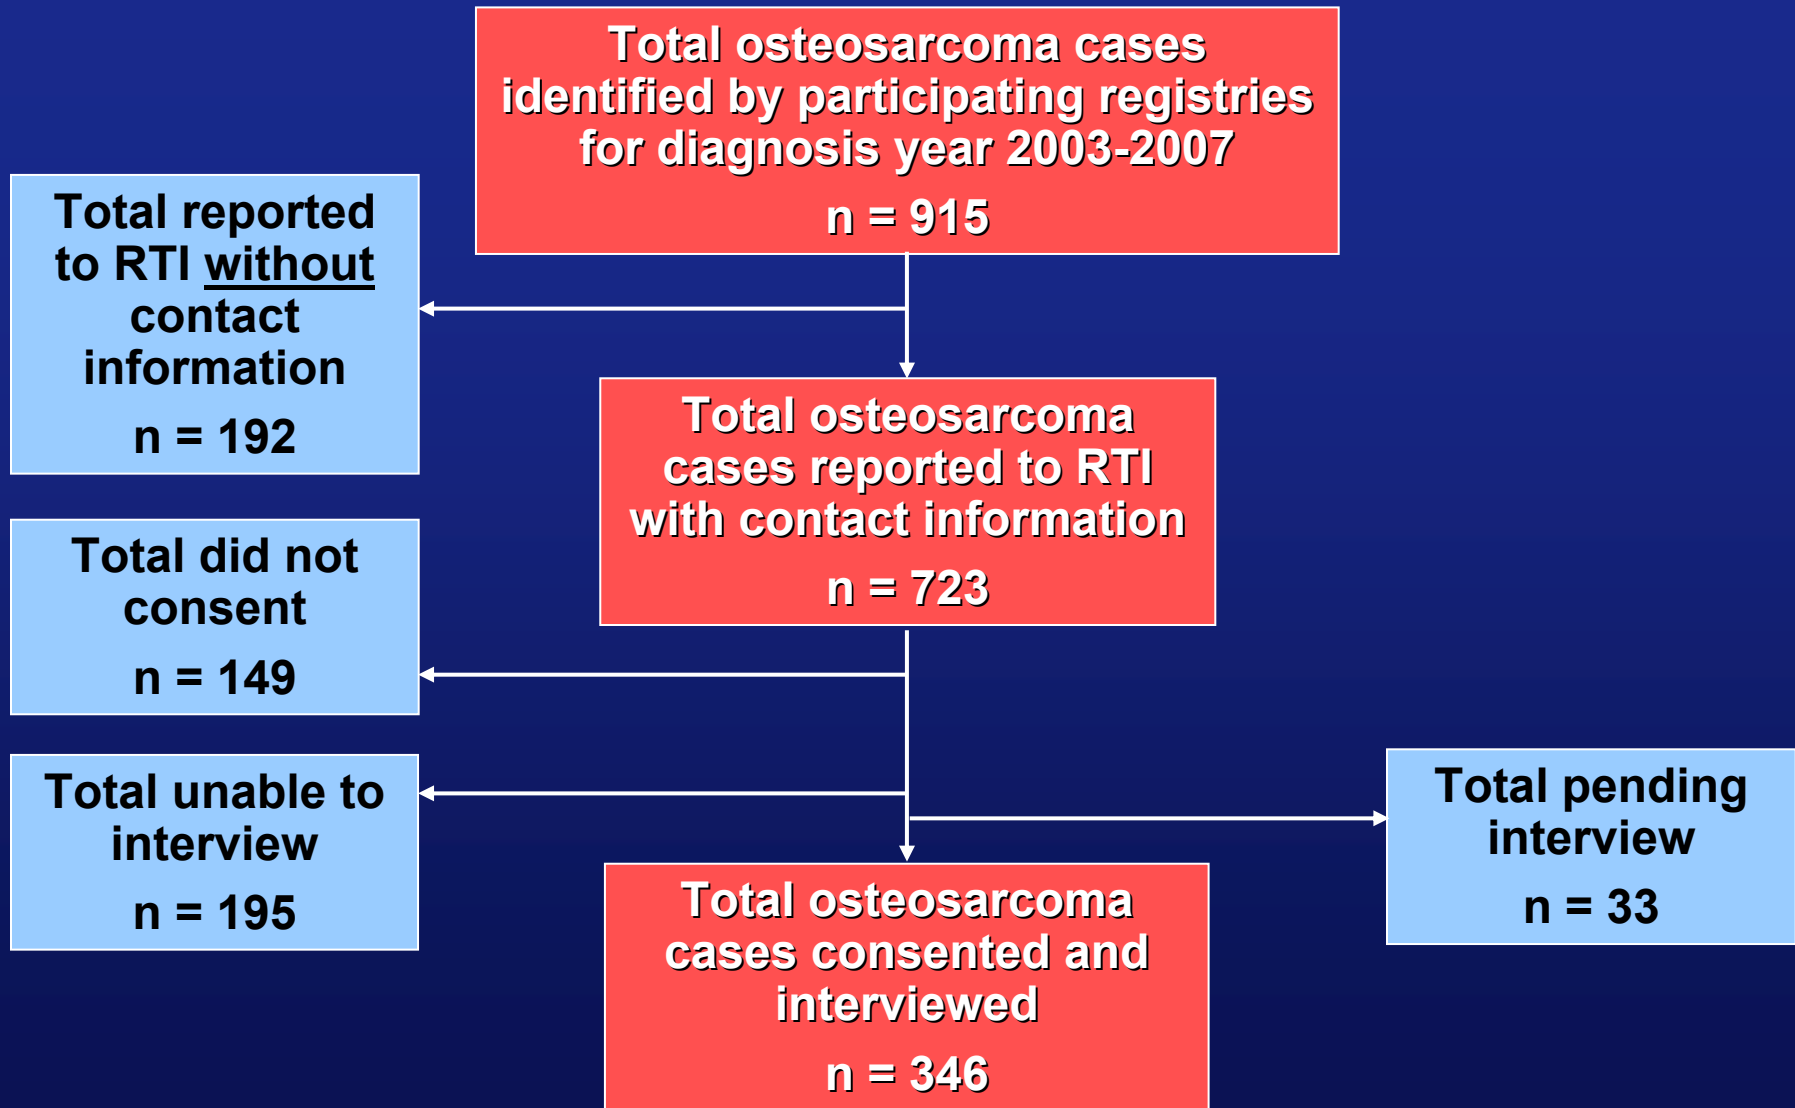 Total osteosarcoma cases
identified by participating registries
for diagnosis year 2003-2007
n = 915
Total reported
to RTI without
contact
information
n = 192
Total osteosarcoma
cases reported to RTI
with contact information
n = 723
Total did not
consent
n = 149
Total unable to
interview
n = 195
Total pending
interview
n = 33
Total osteosarcoma
cases consented and
interviewed
n = 346